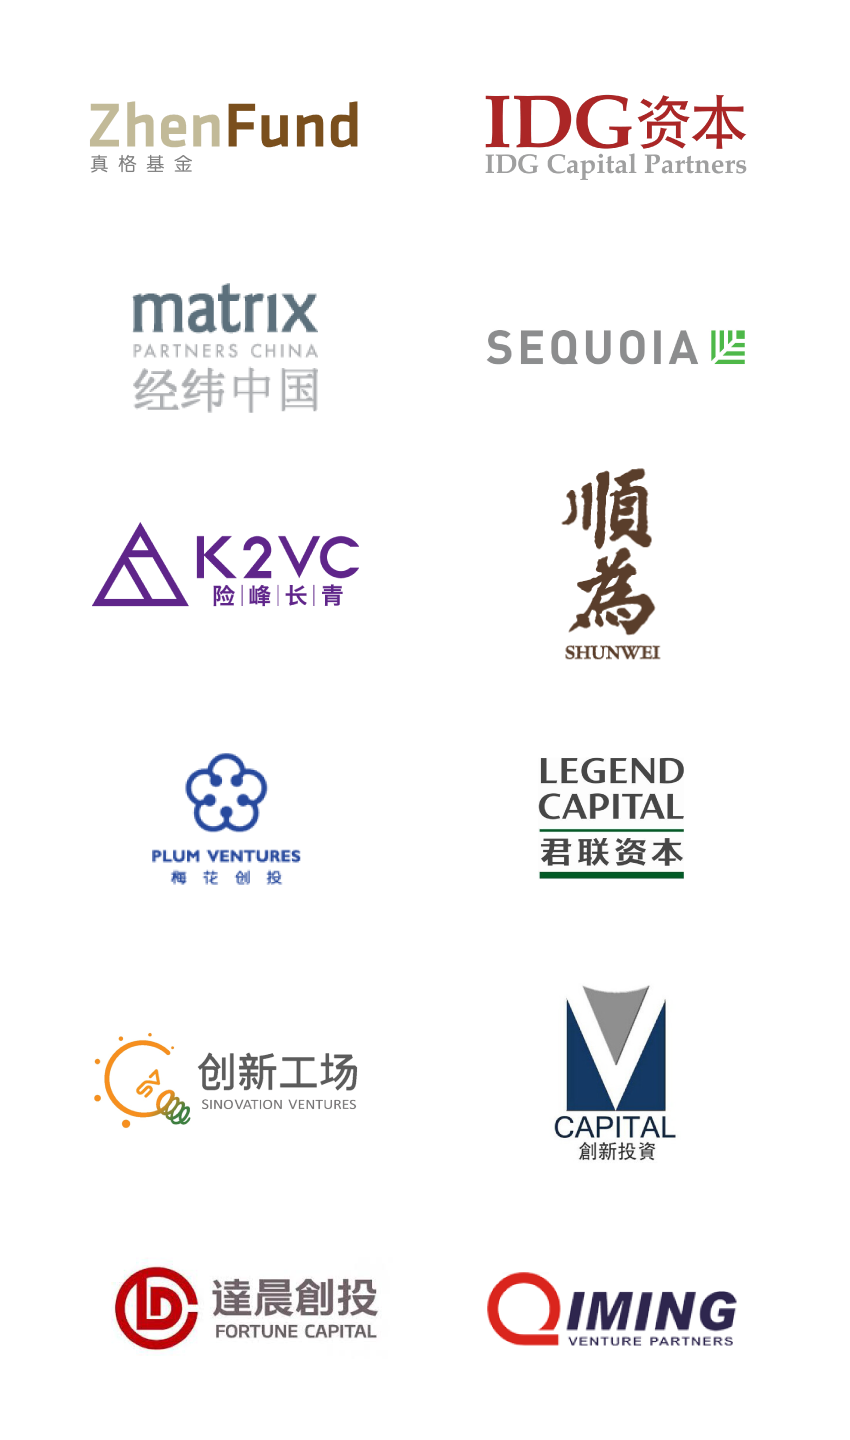 ZhenFund
真格基金
IDG资本
IDG Capital Partners
matrix
PARTNERS CHINA
经纬中国
SEQUOIA
K2VC
险|峰|长|青
順為
SHUNWEI
PLUM VENTURES
梅花创投
LEGEND
CAPITAL
君联资本
创新工场
SINOVATION VENTURES
M
CAPITAL
創新投資
達晨創投
FORTUNE CAPITAL
QIMING
VENTURE PARTNERS